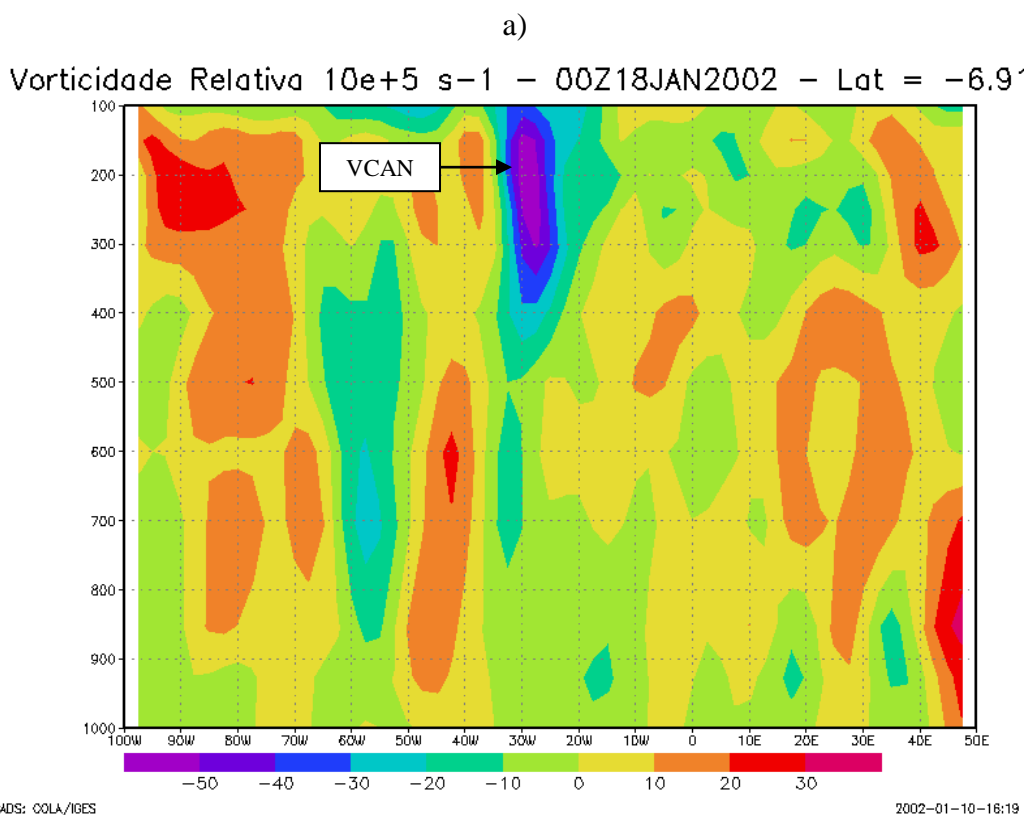 a)
Vorticidade Relativa 10e+5 s-1 - 00Z18JAN2002 - Lat = -6.91
100
VCAN
200
300
400
500
600
700
800
900
1000
100W 90W 80W 70W 60W 50W 40W 30W 20W 10W 0 10E 20E 30E 40E 50E
-50 -40 -30 -20 -10 0 10 20 30
ADS: COLA/IGES 2002-01-10-16:19